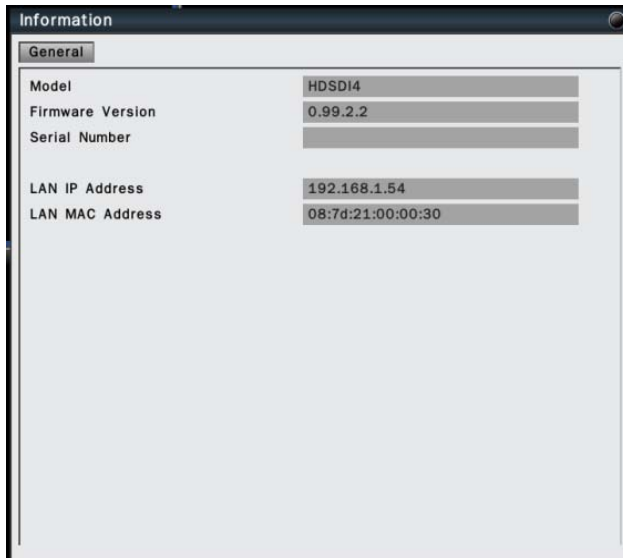 Information
General
Model HDSDI4
Firmware Version 0.99.2.2
Serial Number
LAN IP Address 192.168.1.54
LAN MAC Address 08:7d:21:00:00:30